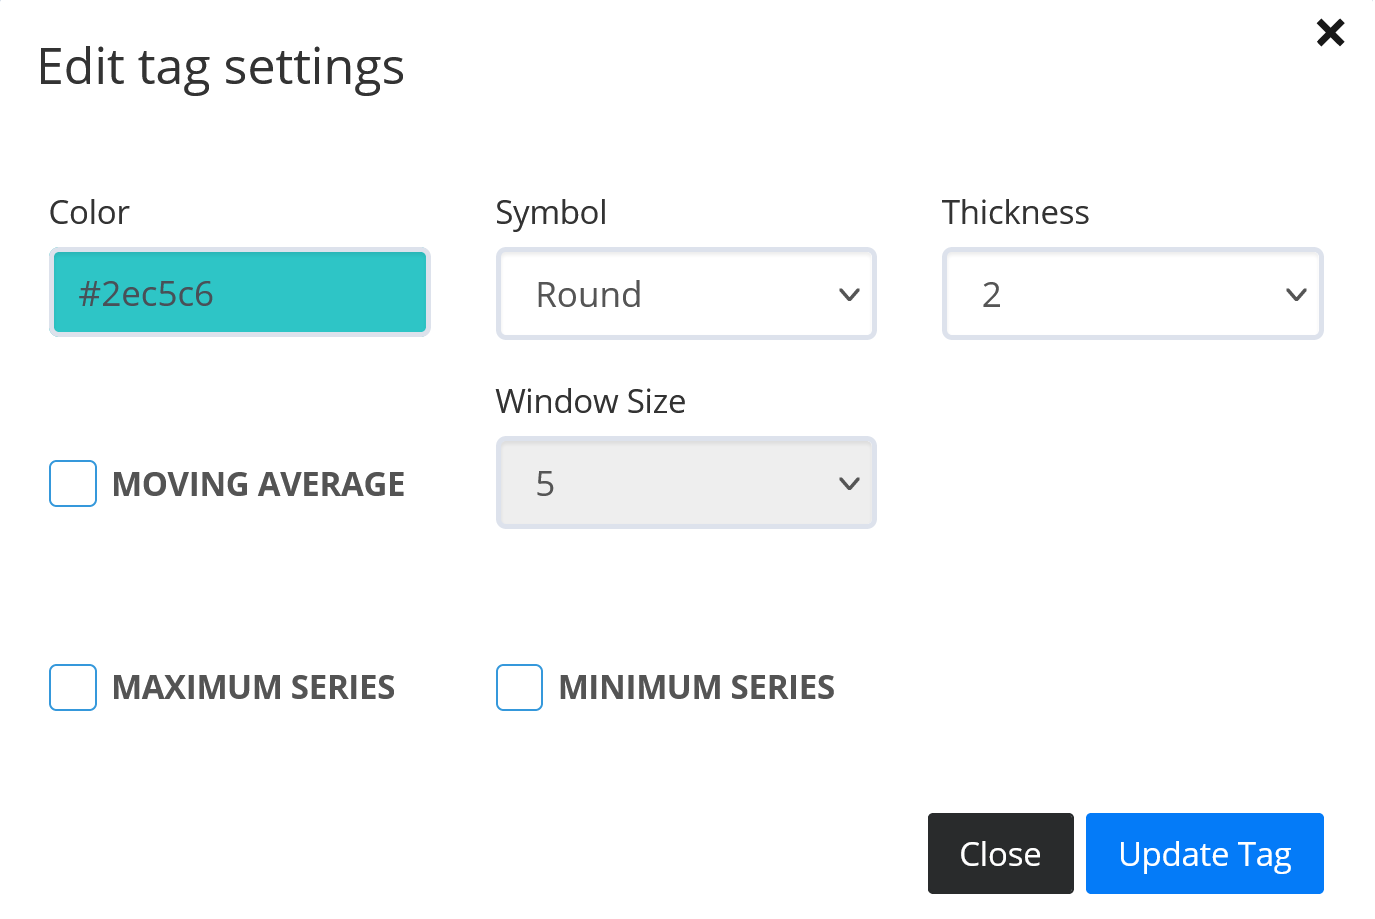 Edit tag settings
Color
Symbol
Thickness
#2ec5c6
Round
2
Window Size
MOVING AVERAGE
5
MAXIMUM SERIES
MINIMUM SERIES
Close
Update Tag